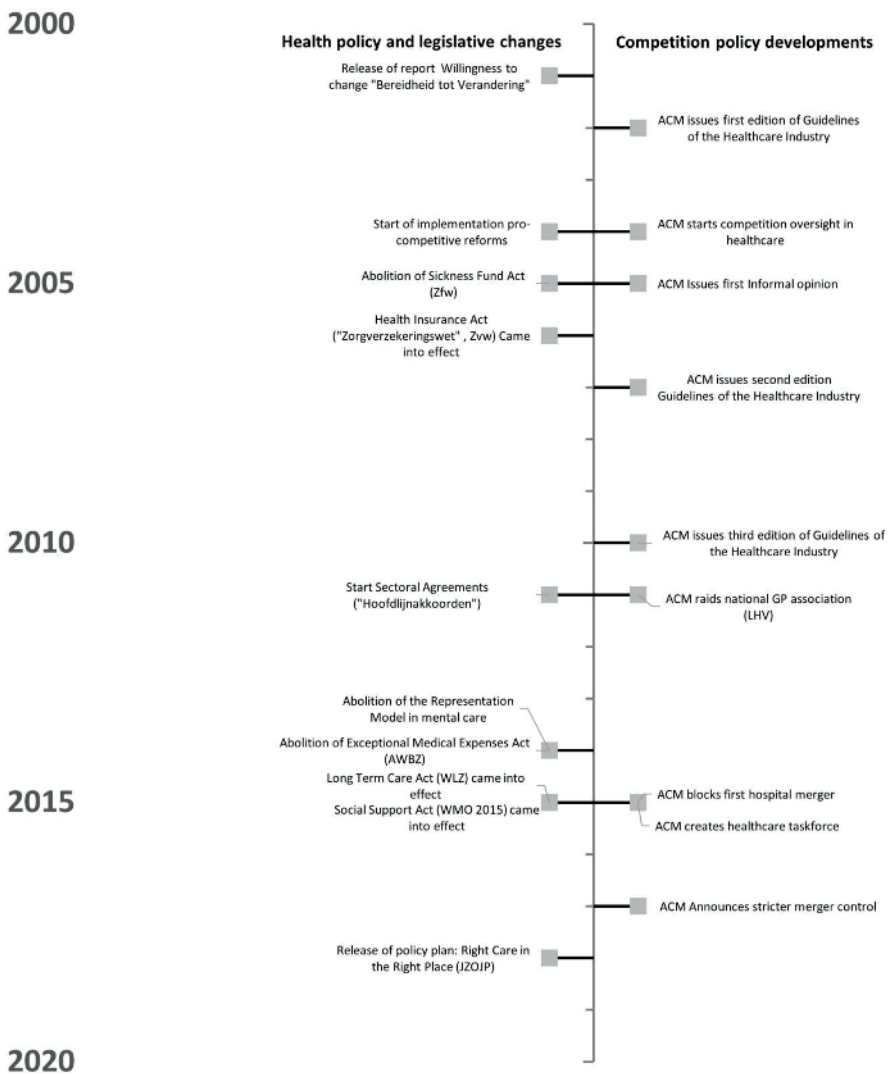 2000
Health policy and legislative changes
Competition policy developments
Release of report Willingness to
change "Bereidheid tot Verandering"
ACM issues first edition of Guidelines
of the Healthcare Industry
Start of implementation pro-
competitive reforms
ACM starts competition oversight in
healthcare
2005
Abolition of Sickness Fund Act
(Zfw)
ACM Issues first Informal opinion
Health Insurance Act
("Zorgverzekeringswet" , Zvw) Came
into effect
ACM issues second edition
Guidelines of the Healthcare Industry
2010
ACM issues third edition of Guidelines of
the Healthcare Industry
Start Sectoral Agreements
("Hoofdlijnakkoorden")
ACM raids national GP association
(LHV)
Abolition of the Representation
Model in mental care
Abolition of Exceptional Medical Expenses Act
(AWBZ)
2015
Long Term Care Act (WLZ) came into
effect
Social Support Act (WMO 2015) came
into effect
ACM blocks first hospital merger
ACM creates healthcare taskforce
ACM Announces stricter merger control
Release of policy plan: Right Care in
the Right Place (JZOJP)
2020